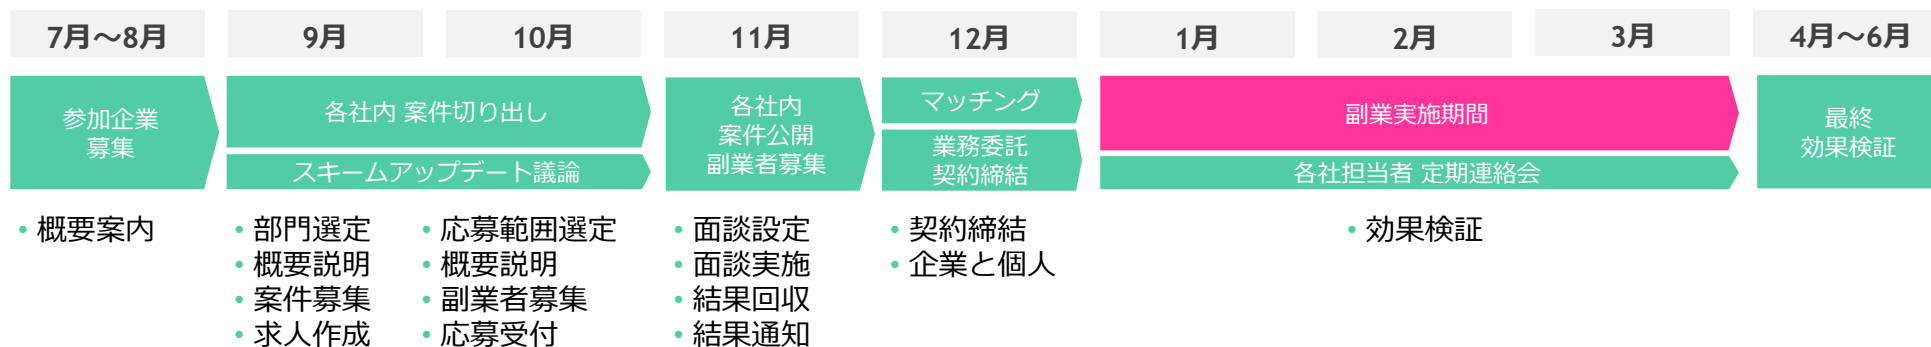 7月～8月
9月
10月
11月
12月
1月
2月
3月
4月～6月
参加企業
募集
各社内 案件切り出し
スキームアップデート議論
各社内
案件公開
副業者募集
マッチング
業務委託
契約締結
副業実施期間
各社担当者 定期連絡会
最終
効果検証
• 概要案内
• 部門選定
• 概要説明
• 案件募集
• 求人作成
• 応募範囲選定
• 概要説明
• 副業者募集
• 応募受付
• 面談設定
• 面談実施
• 結果回収
• 結果通知
• 契約締結
• 企業と個人
• 効果検証